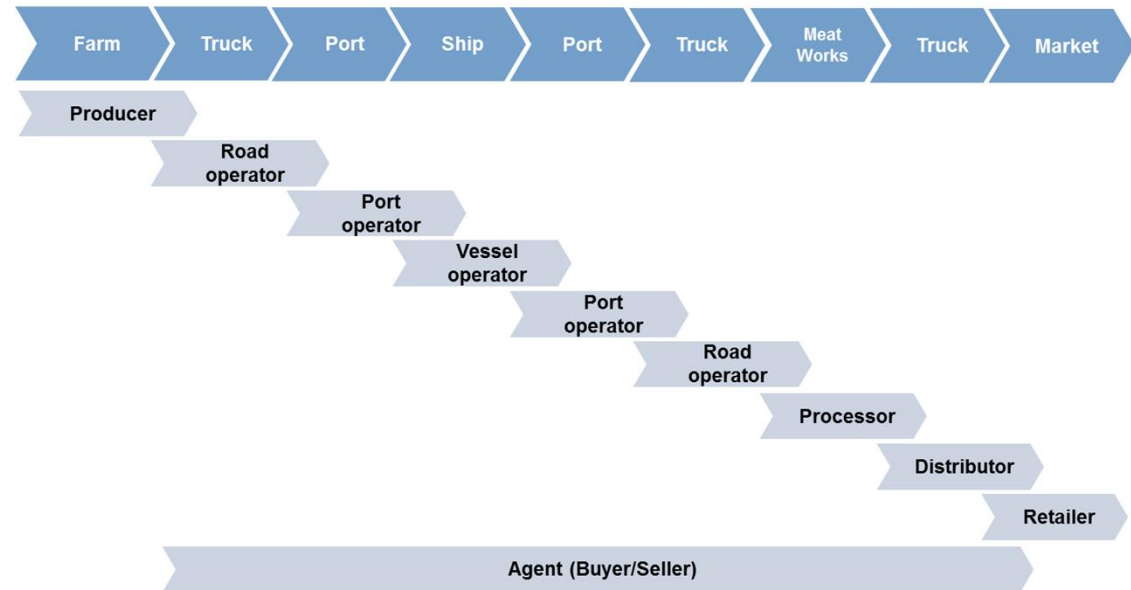 Farm
Truck
Port
Ship
Port
Truck
Meat
Works
Truck
Market
Producer
Road
operator
Port
operator
Vessel
operator
Port
operator
Road
operator
Processor
Distributor
Retailer
Agent (Buyer/Seller)